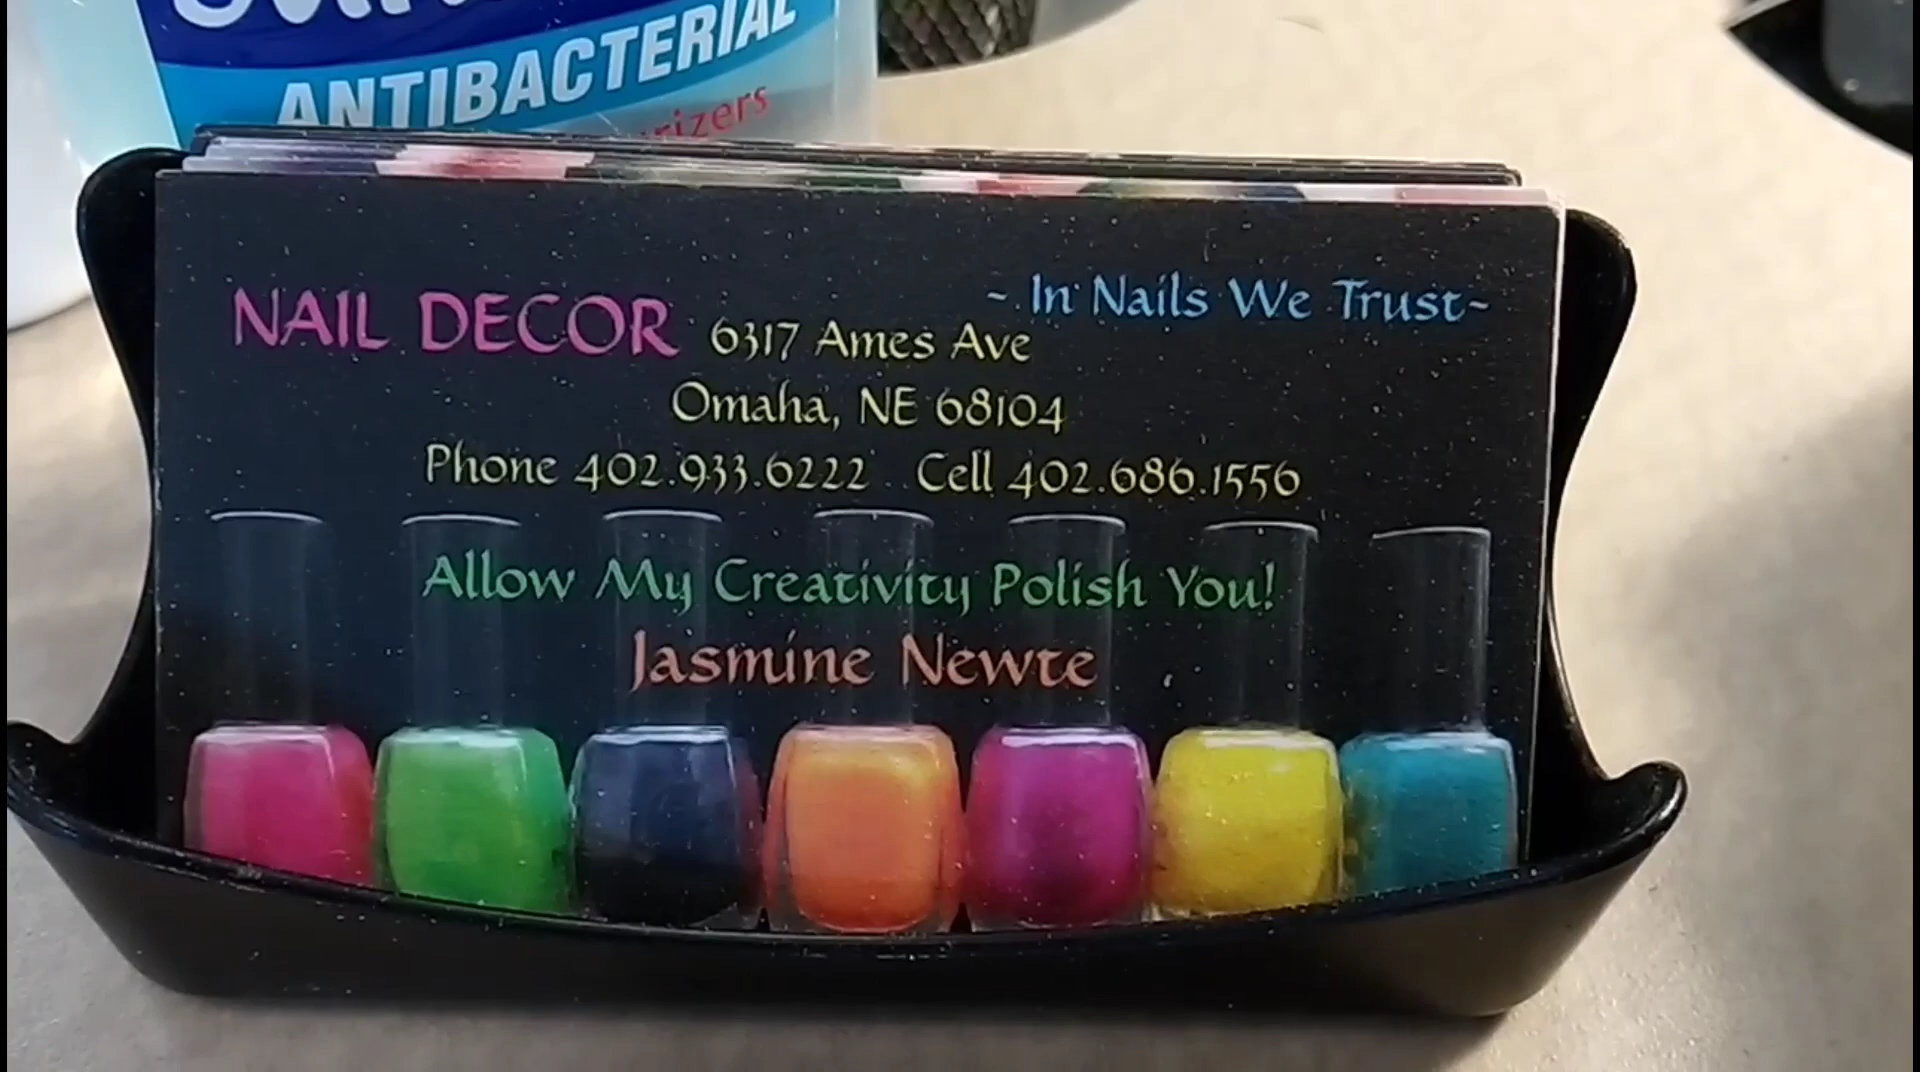 ANTIBACTERIAL
NAIL DECOR
~ In Nails We Trust~
6317 Ames Ave
Omaha, NE 68104
Phone 402.933.6222 Cell 402.686.1556
Allow My Creativity Polish You!
Jasmine Newte